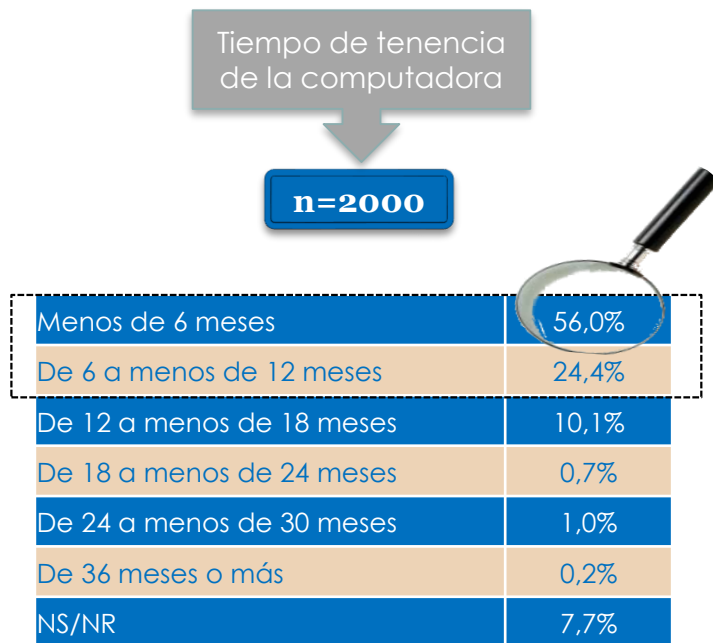 Tiempo de tenencia
de la computadora
n=2000
Menos de 6 meses 56,0%
De 6 a menos de 12 meses 24,4%
De 12 a menos de 18 meses 10,1%
De 18 a menos de 24 meses 0,7%
De 24 a menos de 30 meses 1,0%
De 36 meses o más 0,2%
NS/NR 7,7%